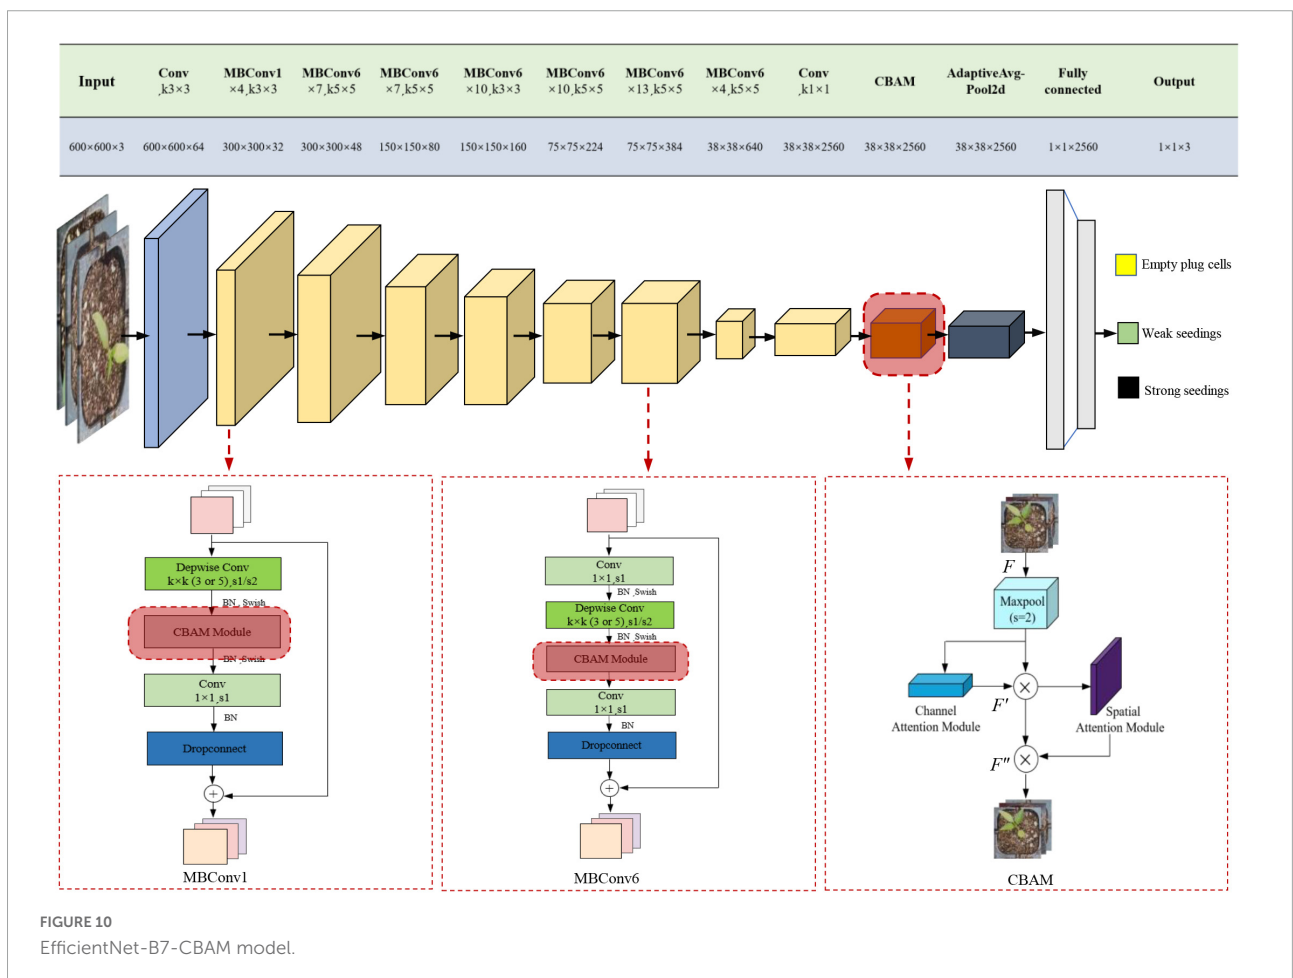 Input
Conv
,k3×3
MBConv1
×4,k3×3
MBConv6
×7,k5×5
MBConv6
×7,k5×5
MBConv6
×10,k3×3
MBConv6
×10,k5×5
MBConv6
×13,k5×5
MBConv6
×4,k5×5
Conv
,k1×1
CBAM
AdaptiveAvg-
Pool2d
Fully
connected
Output
600×600×3
600×600×64
300×300×32
300×300×48
150×150×80
150×150×160
75×75×224
75×75×384
38×38×640
38×38×2560
38×38×2560
38×38×2560
1×1×2560
1×1×3
Empty plug cells
Weak seedings
Strong seedings
Depwise Conv
k×k (3 or 5),s1/s2
BN ,Swish
CBAM Module
BN ,Swish
Conv
1×1,s1
BN
Dropconnect
+
MBConv1
Conv
1×1,s1
BN ,Swish
Depwise Conv
k×k (3 or 5),s1/s2
BN ,Swish
CBAM Module
Conv
1×1,s1
BN
Dropconnect
+
MBConv6
F
Maxpool
(s=2)
Channel
Attention Module
F'
×
Spatial
Attention Module
F''
×
CBAM
FIGURE 10
EfficientNet-B7-CBAM model.